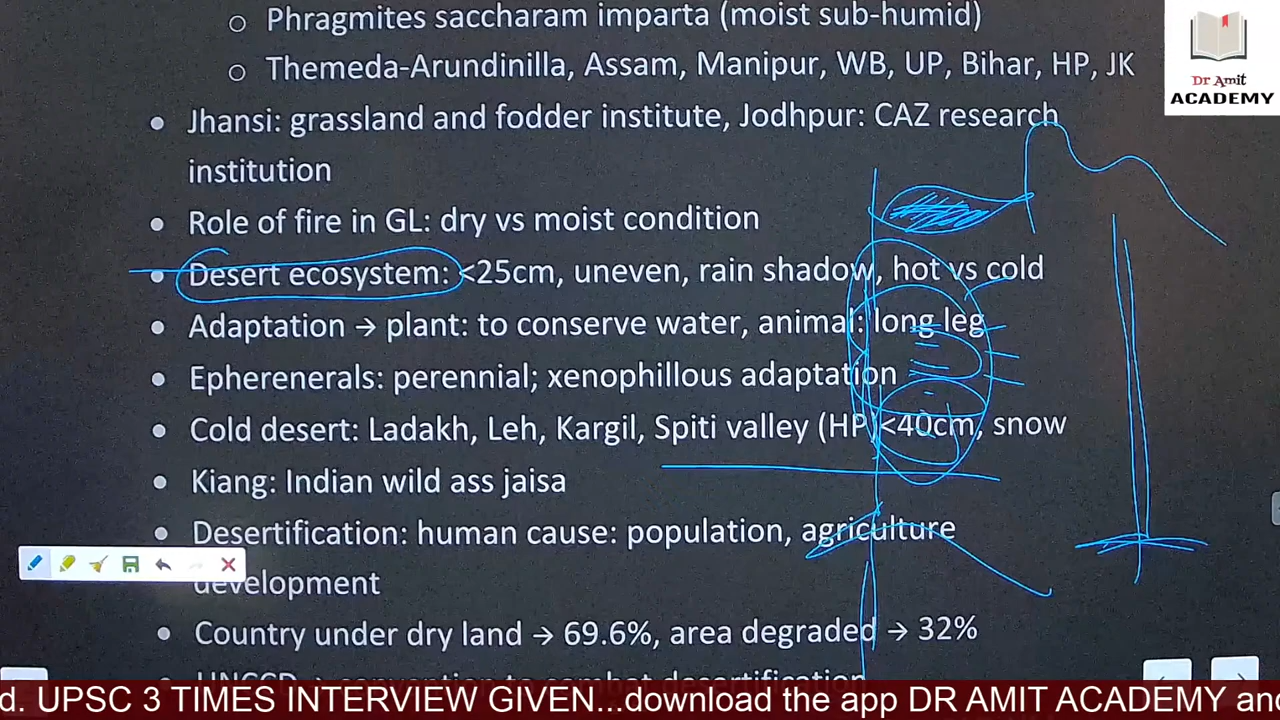 Phragmites saccharam imparta (moist sub-humid)
Themeda-Arundinilla, Assam, Manipur, WB, UP, Bihar, HP, JK
Dr Amit
ACADEMY
Jhansi: grassland and fodder institute, Jodhpur: CAZ research
institution
Role of fire in GL: dry vs moist condition
Desert ecosystem: <25cm, uneven, rain shadow, hot vs cold
Adaptation → plant: to conserve water, animal: long leg
Epherenerals: perennial; xenophillous adaptation
Cold desert: Ladakh, Leh, Kargil, Spiti valley (HP)<40cm, snow
Kiang: Indian wild ass jaisa
Desertification: human cause: population, agriculture
development
Country under dry land → 69.6%, area degraded → 32%
UNCCD → convention to combat desertification
d. UPSC 3 TIMES INTERVIEW GIVEN...download the app DR AMIT ACADEMY and